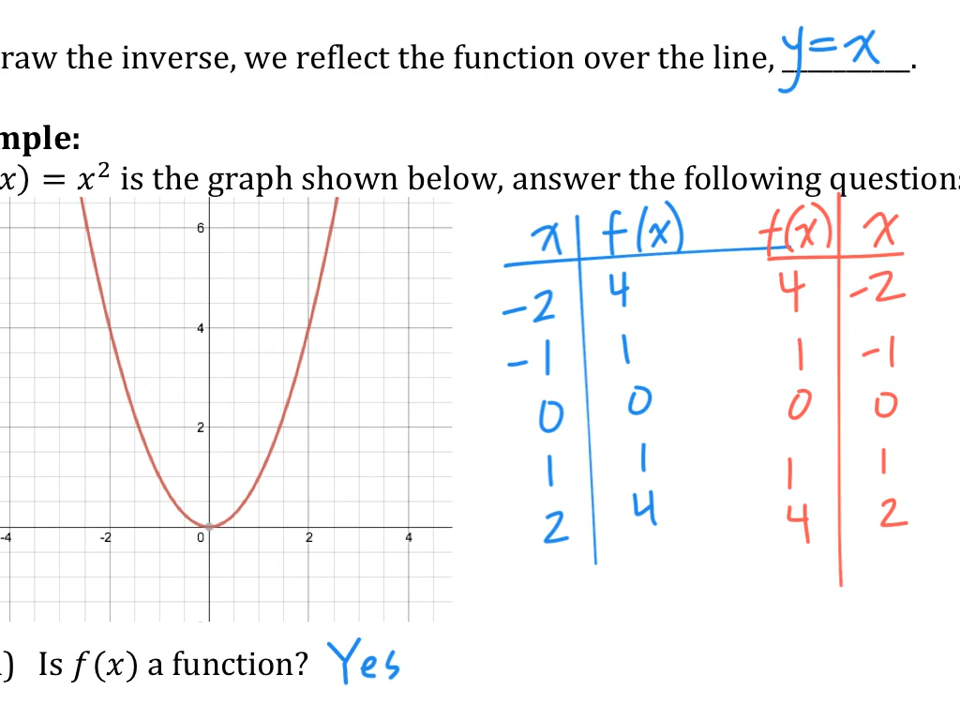 raw the inverse, we reflect the function over the line, y=x.
mple:
x) = x² is the graph shown below, answer the following question
x f(x) f(x) x
-2 4 4 -2
-1 1 1 -1
0 0 0 0
1 1 1 1
2 4 4 2
6
4
2
-4 -2 0 2 4
) Is f(x) a function? Yes